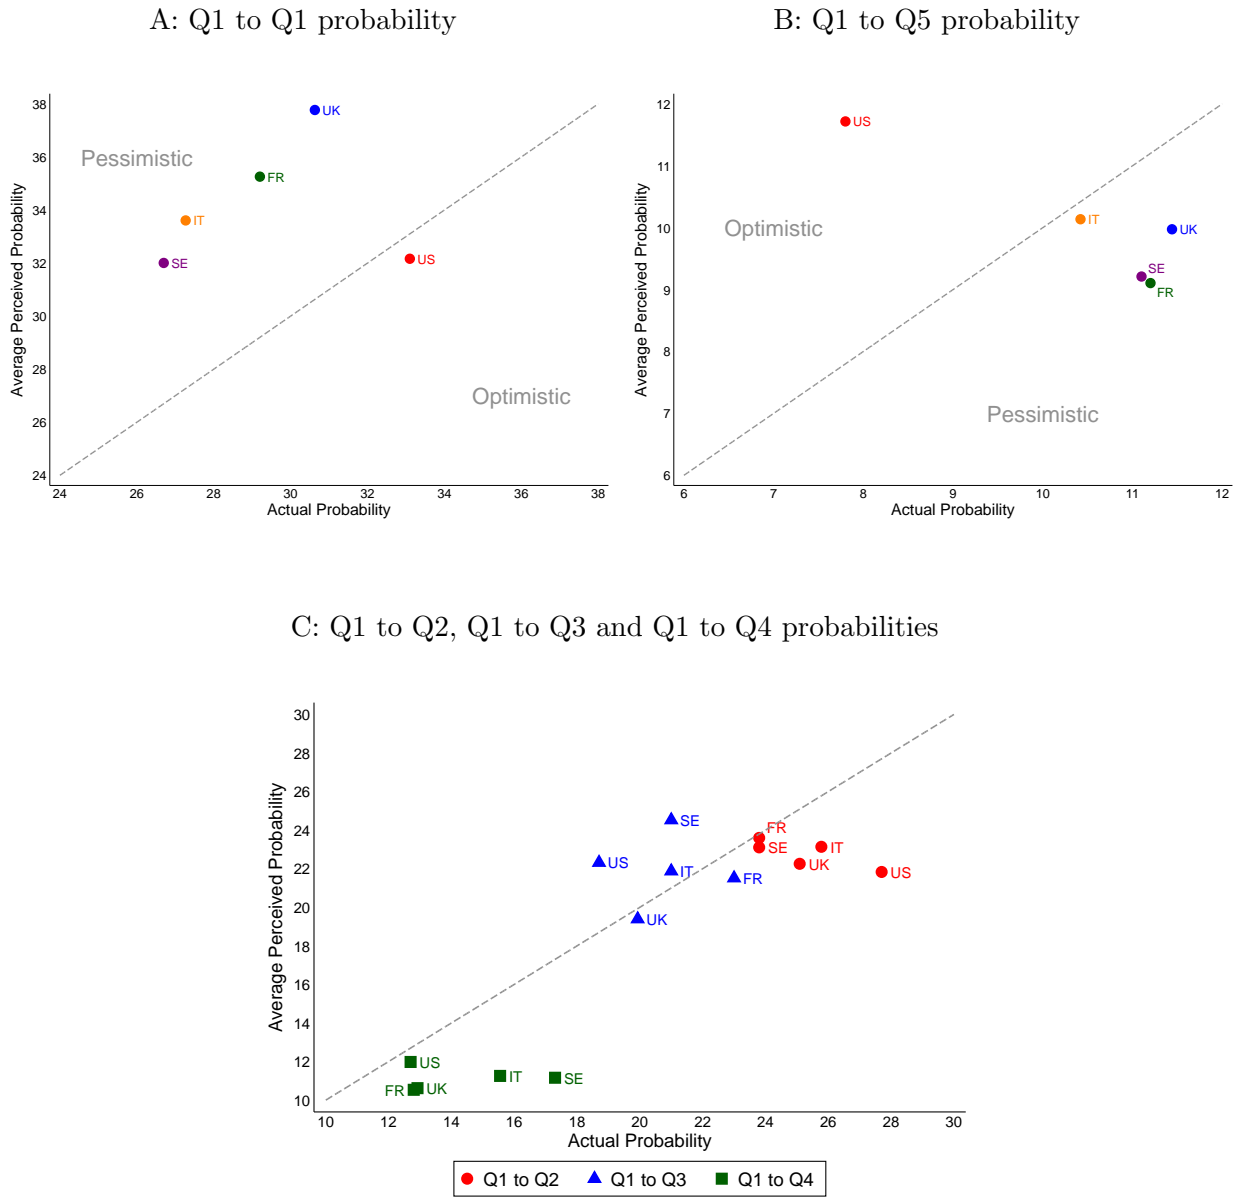 A: Q1 to Q1 probability
38
36
34
32
30
28
26
24
Average Perceived Probability
Pessimistic
Optimistic
UK
FR
IT
SE
US
24 26 28 30 32 34 36 38
Actual Probability
B: Q1 to Q5 probability
12
11
10
9
8
7
6
Average Perceived Probability
Optimistic
Pessimistic
US
IT
UK
SE
FR
6 7 8 9 10 11 12
Actual Probability
C: Q1 to Q2, Q1 to Q3 and Q1 to Q4 probabilities
30
28
26
24
22
20
18
16
14
12
10
Average Perceived Probability
SE
FR
SE
IT
US
IT
FR
UK
US
UK
US
IT
SE
FR
UK
10 12 14 16 18 20 22 24 26 28 30
Actual Probability
Q1 to Q2 Q1 to Q3 Q1 to Q4